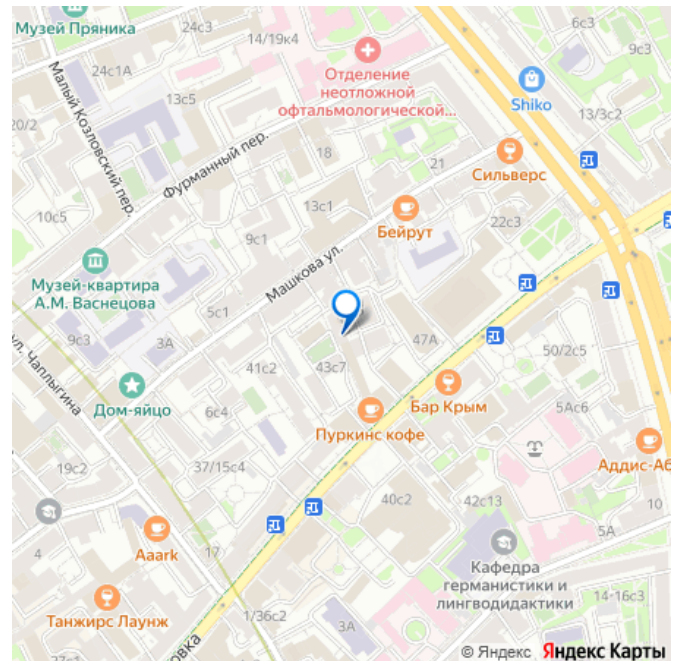 Музей Пряника
24с3
14/19к4
6с3
9с3
24с1А
Отделение
неотложной
офтальмологической...
Shiko
13с5
13/3с2
20/2
Малый Козловский пер.
Фурманный пер.
18
21
Сильверс
10с5
13с1
Бейрут
22с3
9с1
Машкова ул.
Музей-квартира
А.М. Васнецова
5с1
9с3
3А
47А
50/2с5
ул. Чаплыгина
41с2
43с7
Дом-яйцо
6с4
Бар Крым
5Ас6
Пуркинс кофе
Аддис-Аб
37/15с4
19с2
40с2
42с13
10
4
Aaark
17
5А
Кафедра
германистики и
лингводидактики
Танжирс Лаунж
1/36с2
3А
14-16с3
27с1
овка
© Яндекс Яндекс Карты